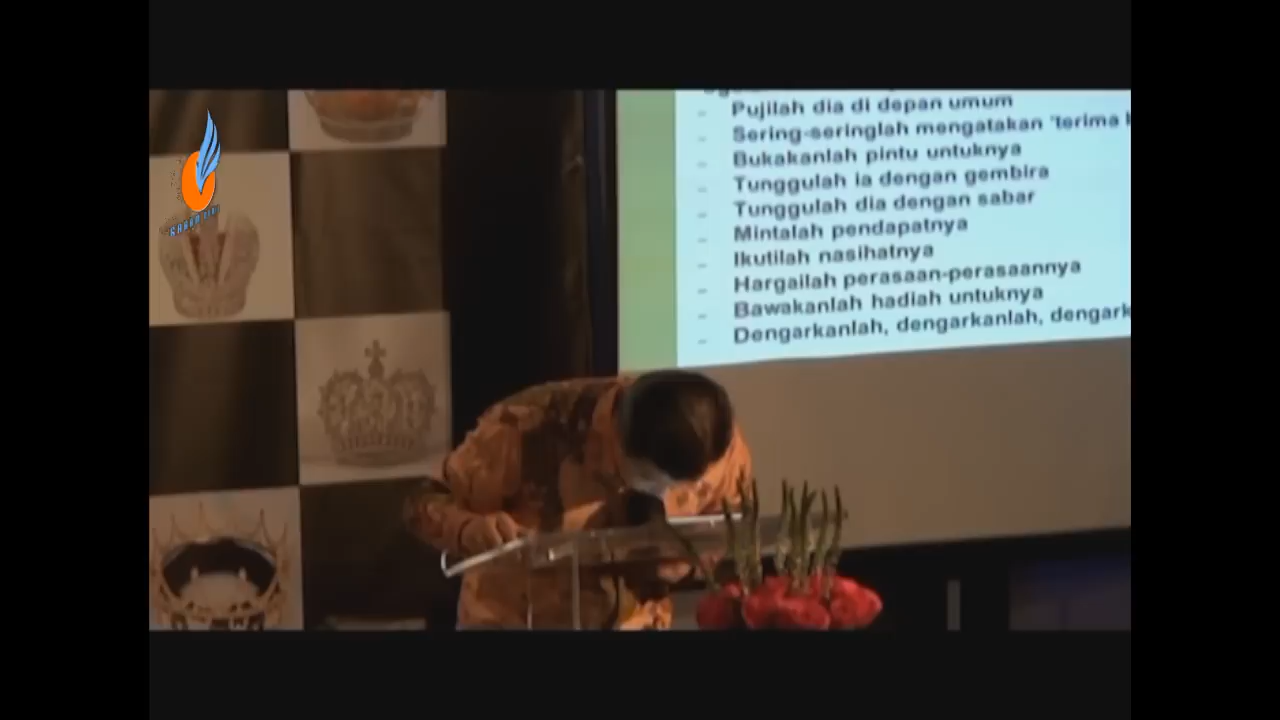 - Pujilah dia di depan umum
- Sering-seringlah mengatakan 'terima
- Bukakanlah pintu untuknya
- Tunggulah ia dengan gembira
- Tunggulah dia dengan sabar
- Mintalah pendapatnya
- Ikutilah nasihatnya
- Hargailah perasaan-perasaannya
- Bawakanlah hadiah untuknya
- Dengarkanlah, dengarkanlah, dengark